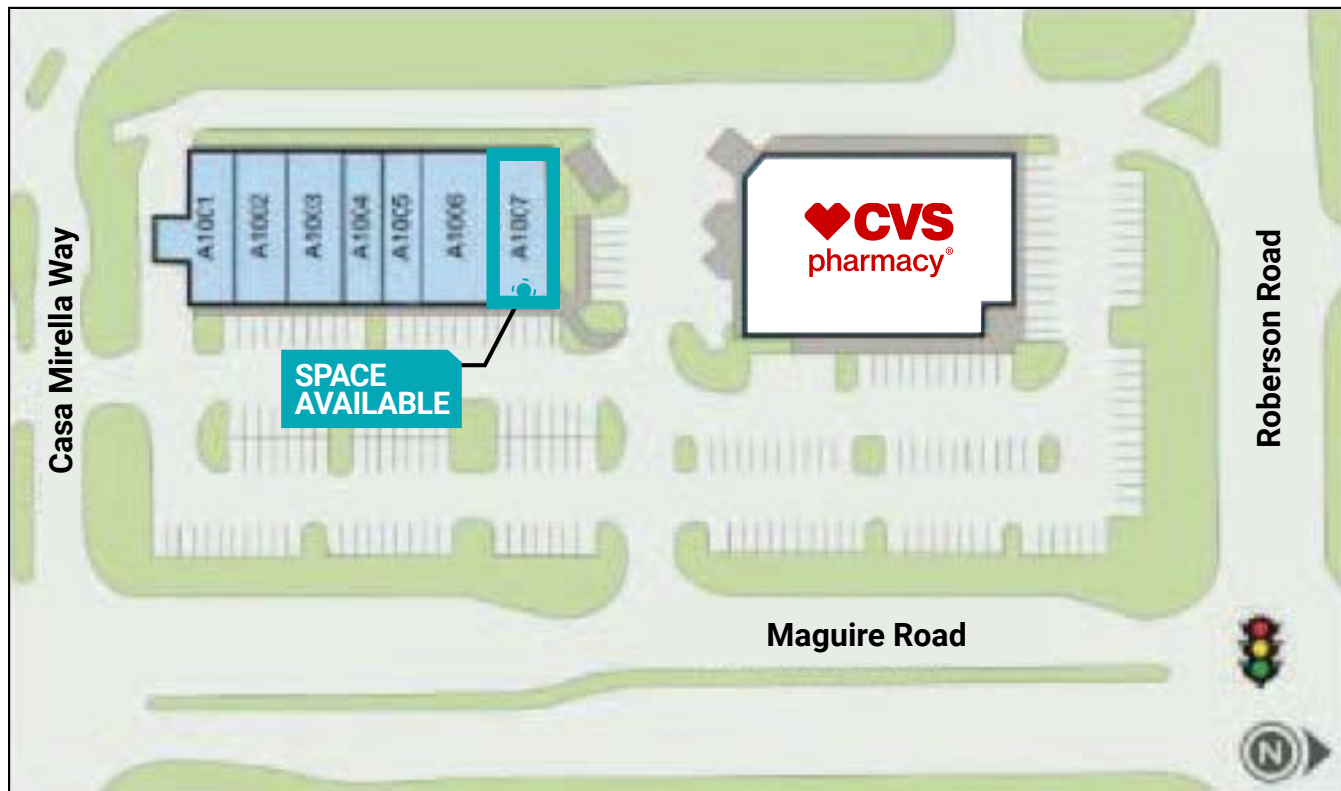 A1001
A1002
A1003
A1004
A1005
A1006
A1007
CVS
pharmacy®
SPACE
AVAILABLE
Casa Mirella Way
Roberson Road
Maguire Road
N